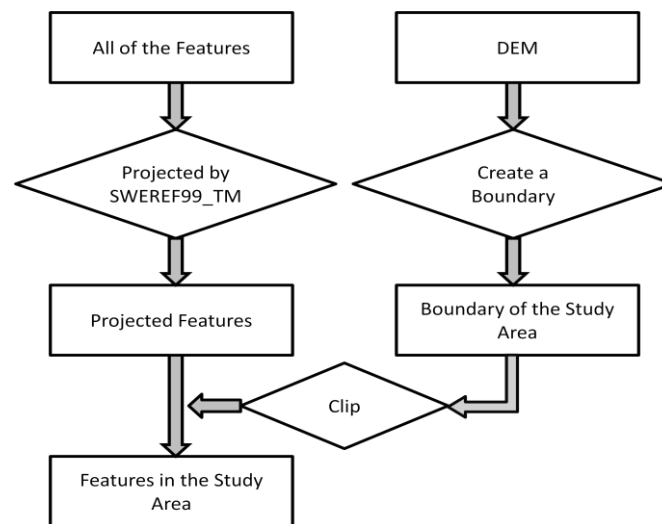 All of the Features
DEM
Projected by
SWEREF99_TM
Create a
Boundary
Projected Features
Boundary of the Study
Area
Clip
Features in the Study
Area